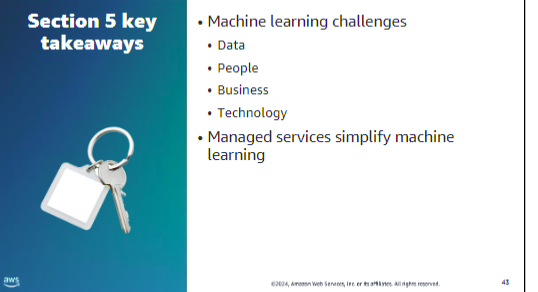 Section 5 key
takeaways
• Machine learning challenges
• Data
• People
• Business
• Technology
• Managed services simplify machine
learning
aws
©2024, Amazon Web Services, Inc. or its affiliates. All rights reserved.
43